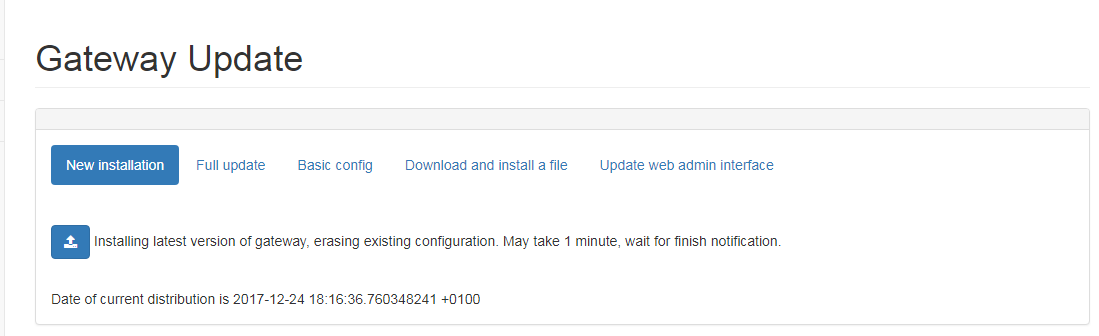 Gateway Update
New installation Full update Basic config Download and install a file Update web admin interface
Installing latest version of gateway, erasing existing configuration. May take 1 minute, wait for finish notification.
Date of current distribution is 2017-12-24 18:16:36.760348241 +0100